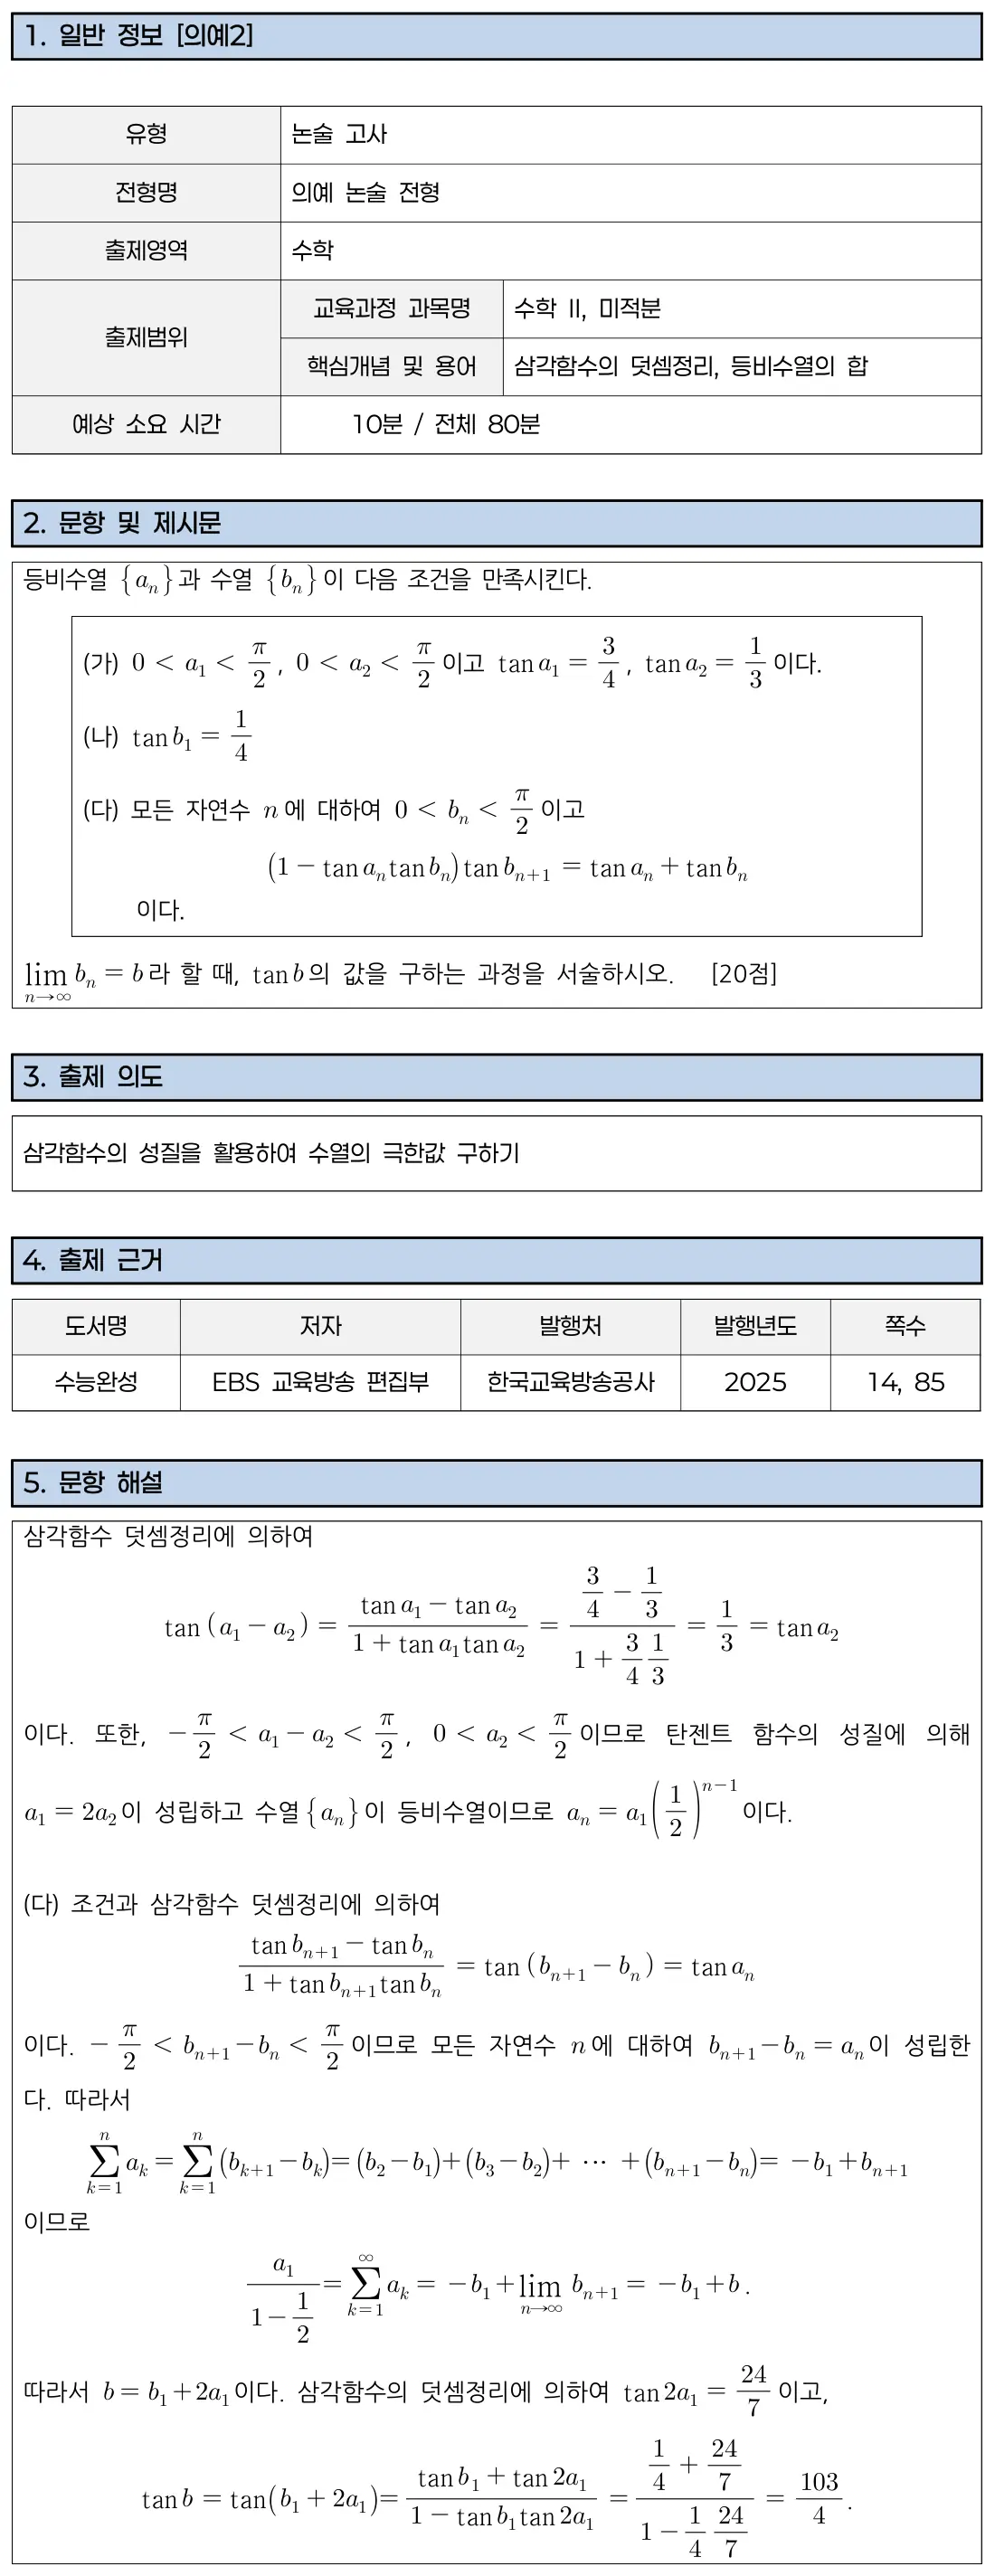 1. 일반 정보 [의예2]
유형 논술 고사
전형명 의예 논술 전형
출제영역 수학
출제범위 교육과정 과목명 수학 II, 미적분
핵심개념 및 용어 삼각함수의 덧셈정리, 등비수열의 합
예상 소요 시간 10분 / 전체 80분
2. 문항 및 제시문
등비수열 {a_n}과 수열 {b_n}이 다음 조건을 만족시킨다.
(가) 0 < a_1 < π/2, 0 < a_2 < π/2 이고 tan a_1 = 3/4, tan a_2 = 1/3 이다.
(나) tan b_1 = 1/4
(다) 모든 자연수 n에 대하여 0 < b_n < π/2 이고
(1 − tan a_n tan b_n) tan b_{n+1} = tan a_n + tan b_n
이다.
lim_{n→∞} b_n = b라 할 때, tan b의 값을 구하는 과정을 서술하시오. [20점]
3. 출제 의도
삼각함수의 성질을 활용하여 수열의 극한값 구하기
4. 출제 근거
도서명 저자 발행처 발행년도 쪽수
수능완성 EBS 교육방송 편집부 한국교육방송공사 2025 14, 85
5. 문항 해설
삼각함수 덧셈정리에 의하여
tan (a_1 − a_2) = (tan a_1 − tan a_2)/(1 + tan a_1 tan a_2) = (3/4 − 1/3)/(1 + 3/4 1/3) = 1/3 = tan a_2
이다. 또한, −π/2 < a_1 − a_2 < π/2, 0 < a_2 < π/2 이므로 탄젠트 함수의 성질에 의해
a_1 = 2a_2이 성립하고 수열 {a_n}이 등비수열이므로 a_n = a_1(1/2)^{n−1} 이다.
(다) 조건과 삼각함수 덧셈정리에 의하여
(tan b_{n+1} − tan b_n)/(1 + tan b_{n+1} tan b_n) = tan (b_{n+1} − b_n) = tan a_n
이다. −π/2 < b_{n+1} − b_n < π/2 이므로 모든 자연수 n에 대하여 b_{n+1} − b_n = a_n이 성립한
다. 따라서
∑_{k=1}^{n} a_k = ∑_{k=1}^{n} (b_{k+1} − b_k) = (b_2 − b_1) + (b_3 − b_2) + ⋯ + (b_{n+1} − b_n) = −b_1 + b_{n+1}
이므로
a_1/(1 − 1/2) = ∑_{k=1}^{∞} a_k = −b_1 + lim_{n→∞} b_{n+1} = −b_1 + b.
따라서 b = b_1 + 2a_1이다. 삼각함수의 덧셈정리에 의하여 tan 2a_1 = 24/7 이고,
tan b = tan(b_1 + 2a_1) = (tan b_1 + tan 2a_1)/(1 − tan b_1 tan 2a_1) = (1/4 + 24/7)/(1 − 1/4 24/7) = 103/4.